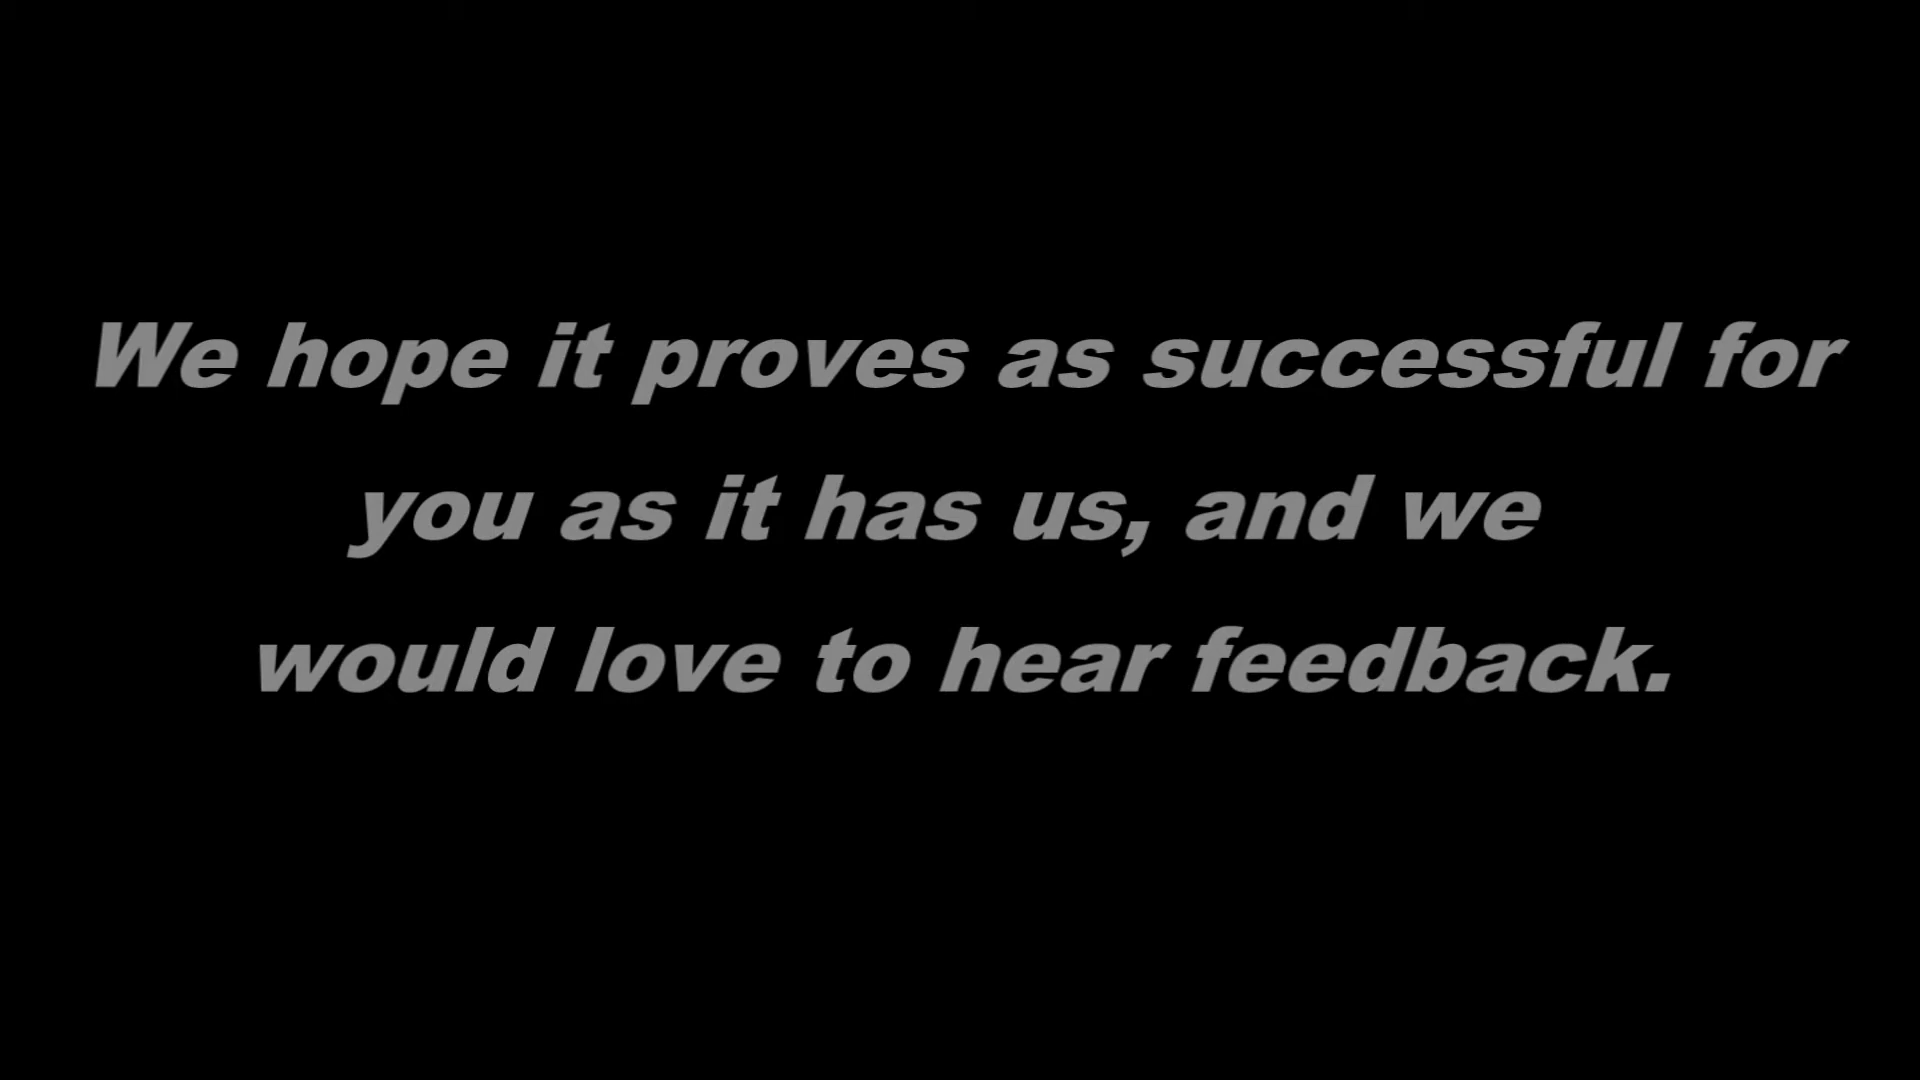 We hope it proves as successful for
you as it has us, and we
would love to hear feedback.